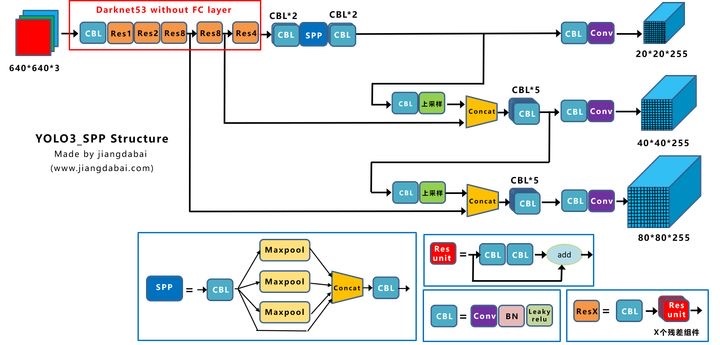 Darknet53 without FC layer
CBL*2
CBL*2
CBL
Res1
Res2
Res8
Res8
Res4
CBL
SPP
CBL
CBL
Conv
640*640*3
20*20*255
CBL*5
CBL
上采样
Concat
CBL
CBL
Conv
40*40*255
YOLO3_SPP Structure
Made by jiangdabai
(www.jiangdabai.com)
CBL*5
CBL
上采样
Concat
CBL
CBL
Conv
80*80*255
SPP
=
CBL
Maxpool
Maxpool
Maxpool
Concat
CBL
Res
unit
=
CBL
CBL
add
CBL
=
Conv
BN
Leaky
relu
ResX
=
CBL
Res
unit
X个残差组件